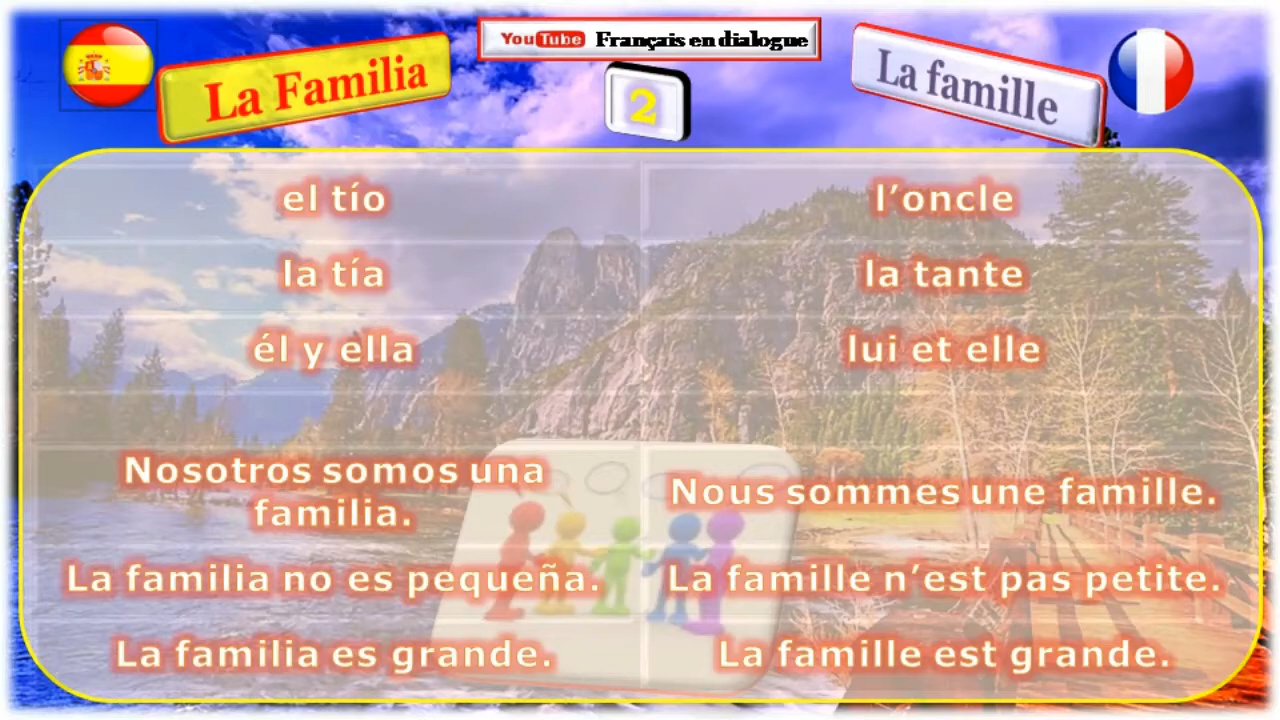 La Familia
YouTube Français en dialogue
La famille
2
el tío
l’oncle
la tía
la tante
él y ella
lui et elle
Nosotros somos una
familia.
Nous sommes une famille.
La familia no es pequeña.
La famille n’est pas petite.
La familia es grande.
La famille est grande.